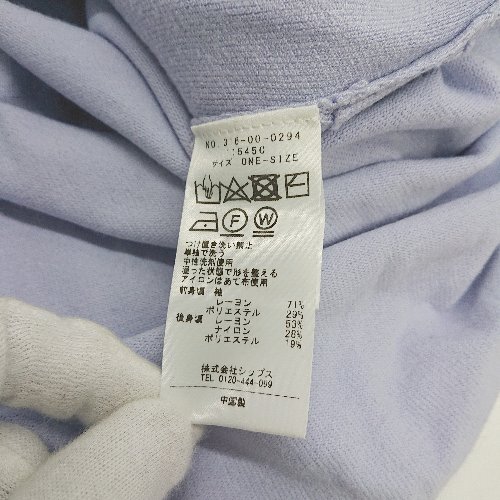 NO.316-00-0294
1545C
サイズ ONE-SIZE
F W
つけ置き洗い禁止
単独で洗う
中性洗剤使用
湿った状態で形を整える
アイロンはあて布使用
前身頃 袖
レーヨン 71%
ポリエステル 29%
後身頃 レーヨン 53%
ナイロン 28%
ポリエステル 19%
株式会社シップス
TEL 0120-444-099
中国製